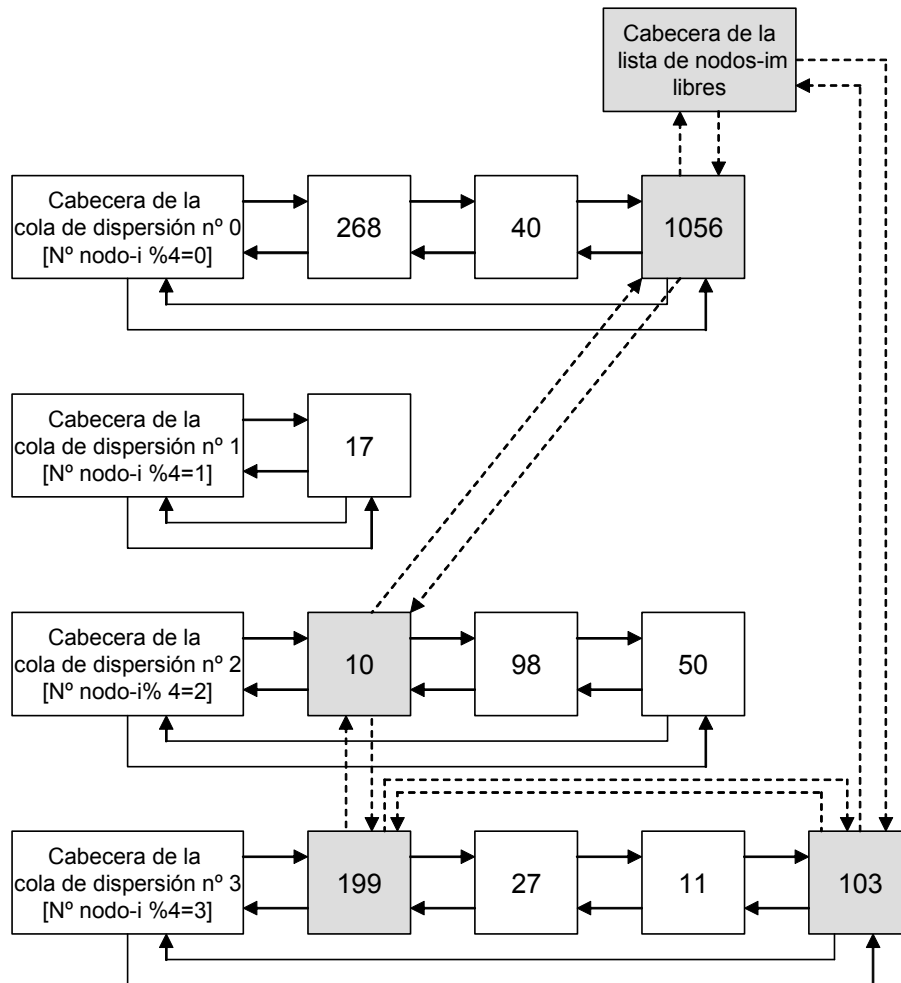 Cabecera de la
lista de nodos-im
libres
Cabecera de la
cola de dispersión nº 0
[Nº nodo-i %4=0]
268
40
1056
Cabecera de la
cola de dispersión nº 1
[Nº nodo-i %4=1]
17
Cabecera de la
cola de dispersión nº 2
[Nº nodo-i% 4=2]
10
98
50
Cabecera de la
cola de dispersión nº 3
[Nº nodo-i %4=3]
199
27
11
103